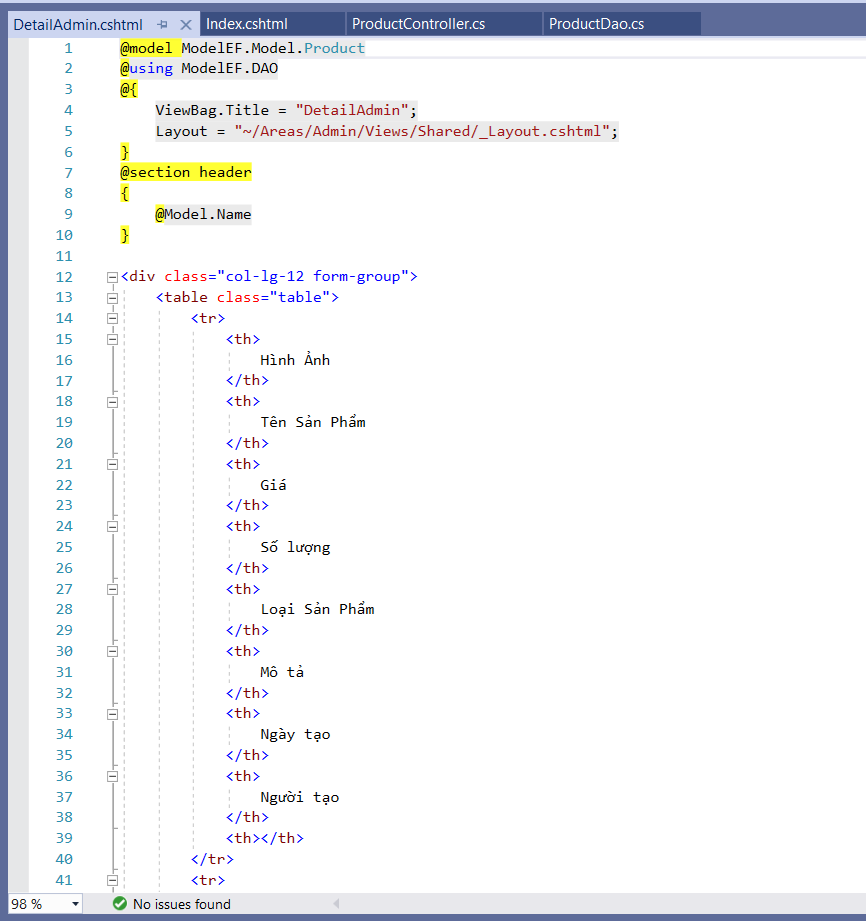 DetailAdmin.cshtml Index.cshtml ProductController.cs ProductDao.cs
1 @model ModelEF.Model.Product
2 @using ModelEF.DAO
3 @{
4 ViewBag.Title = "DetailAdmin";
5 Layout = "~/Areas/Admin/Views/Shared/_Layout.cshtml";
6 }
7 @section header
8 {
9 @Model.Name
10 }
11
12 <div class="col-lg-12 form-group">
13 <table class="table">
14 <tr>
15 <th>
16 Hình Ảnh
17 </th>
18 <th>
19 Tên Sản Phẩm
20 </th>
21 <th>
22 Giá
23 </th>
24 <th>
25 Số lượng
26 </th>
27 <th>
28 Loại Sản Phẩm
29 </th>
30 <th>
31 Mô tả
32 </th>
33 <th>
34 Ngày tạo
35 </th>
36 <th>
37 Người tạo
38 </th>
39 <th></th>
40 </tr>
41 <tr>
98 % No issues found